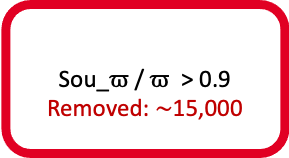 Sou_ϖ / ϖ > 0.9
Removed: ~15,000